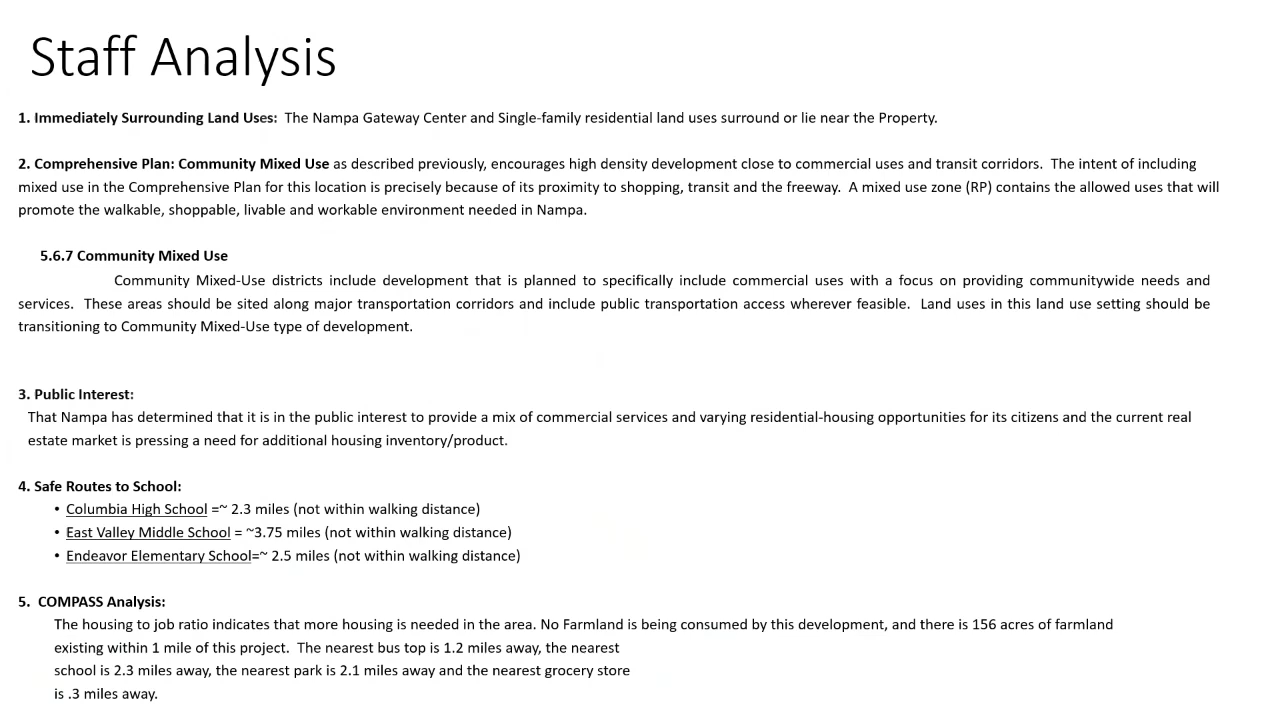 Staff Analysis
1. Immediately Surrounding Land Uses: The Nampa Gateway Center and Single-family residential land uses surround or lie near the Property.
2. Comprehensive Plan: Community Mixed Use as described previously, encourages high density development close to commercial uses and transit corridors. The intent of including
mixed use in the Comprehensive Plan for this location is precisely because of its proximity to shopping, transit and the freeway. A mixed use zone (RP) contains the allowed uses that will
promote the walkable, shoppable, livable and workable environment needed in Nampa.
5.6.7 Community Mixed Use
Community Mixed-Use districts include development that is planned to specifically include commercial uses with a focus on providing communitywide needs and
services. These areas should be sited along major transportation corridors and include public transportation access wherever feasible. Land uses in this land use setting should be
transitioning to Community Mixed-Use type of development.
3. Public Interest:
That Nampa has determined that it is in the public interest to provide a mix of commercial services and varying residential-housing opportunities for its citizens and the current real
estate market is pressing a need for additional housing inventory/product.
4. Safe Routes to School:
• Columbia High School =~ 2.3 miles (not within walking distance)
• East Valley Middle School = ~3.75 miles (not within walking distance)
• Endeavor Elementary School=~ 2.5 miles (not within walking distance)
5. COMPASS Analysis:
The housing to job ratio indicates that more housing is needed in the area. No Farmland is being consumed by this development, and there is 156 acres of farmland
existing within 1 mile of this project. The nearest bus top is 1.2 miles away, the nearest
school is 2.3 miles away, the nearest park is 2.1 miles away and the nearest grocery store
is .3 miles away.